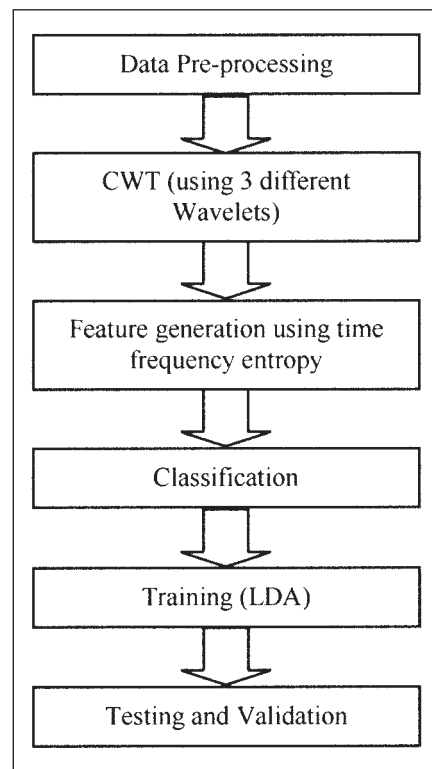 Data Pre-processing
CWT (using 3 different
Wavelets)
Feature generation using time
frequency entropy
Classification
Training (LDA)
Testing and Validation